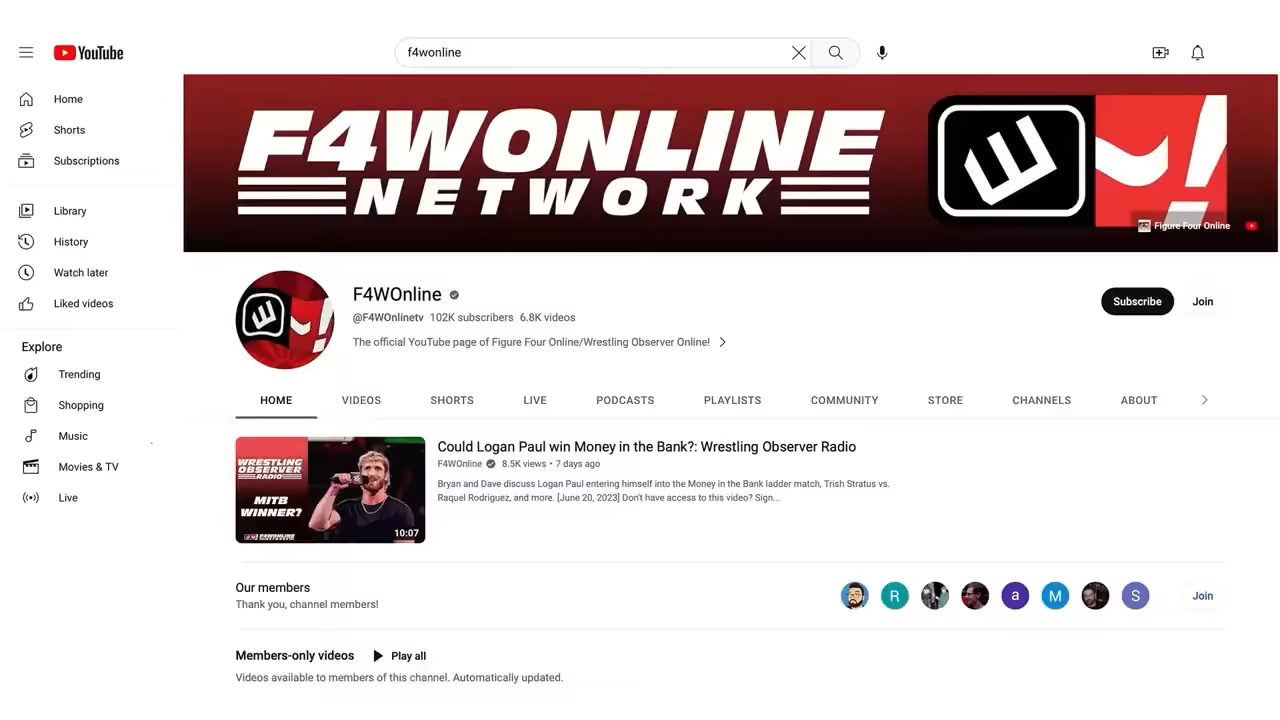 YouTube
f4wonline
Home
Shorts
Subscriptions
Library
History
Watch later
Liked videos
Explore
Trending
Shopping
Music
Movies & TV
Live
F4WONLINE
NETWORK
Figure Four Online
F4WOnline
@F4WOnlinetv 102K subscribers 6.8K videos
The official YouTube page of Figure Four Online/Wrestling Observer Online!
Subscribe
Join
HOME VIDEOS SHORTS LIVE PODCASTS PLAYLISTS COMMUNITY STORE CHANNELS ABOUT
WRESTLING
OBSERVER
RADIO
MITB
WINNER?
F4WONLINE
NETWORK
10:07
Could Logan Paul win Money in the Bank?: Wrestling Observer Radio
F4WOnline 8.5K views • 7 days ago
Bryan and Dave discuss Logan Paul entering himself into the Money in the Bank ladder match, Trish Stratus vs.
Raquel Rodriguez, and more. [June 20, 2023] Don't have access to this video? Sign...
Our members
Thank you, channel members!
R
a
M
S
Join
Members-only videos Play all
Videos available to members of this channel. Automatically updated.